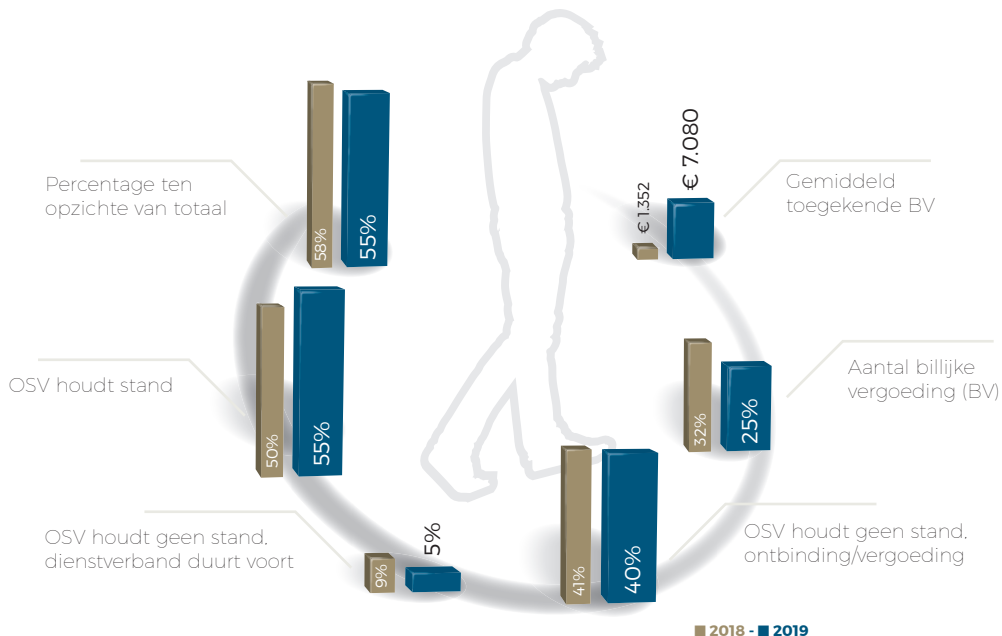 Percentage ten
opzichte van totaal
58%
55%
OSV houdt stand
50%
55%
OSV houdt geen stand,
dienstverband duurt voort
9%
5%
OSV houdt geen stand,
ontbinding/vergoeding
41%
40%
Aantal billijke
vergoeding (BV)
32%
25%
Gemiddeld
toegekende BV
€ 1.352
€ 7.080
2018 - 2019